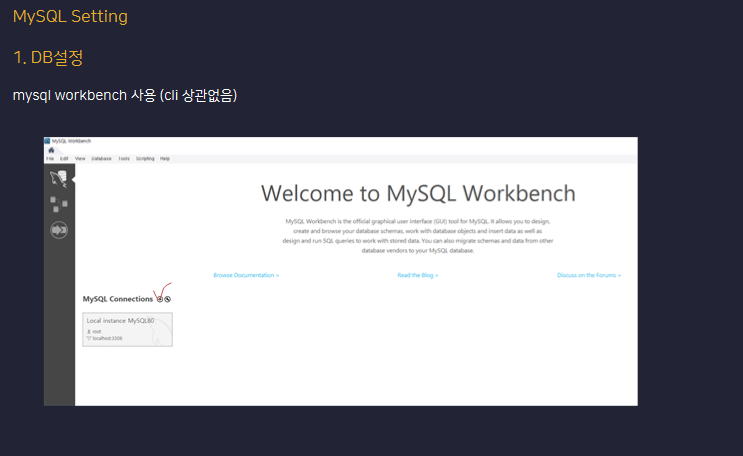 MySQL Setting
1. DB설정
mysql workbench 사용 (cli 상관없음)
MySQL Workbench
File Edit View Database Tools Scripting Help
Welcome to MySQL Workbench
MySQL Workbench is the official graphical user interface (GUI) tool for MySQL. It allows you to design,
create and browse your database schemas, work with database objects and insert data as well as
design and run SQL queries to work with stored data. You can also migrate schemas and data from other
database vendors to your MySQL database.
Browse Documentation > Read the Blog > Discuss on the Forums >
MySQL Connections
Local instance MySQL80
root
localhost:3306